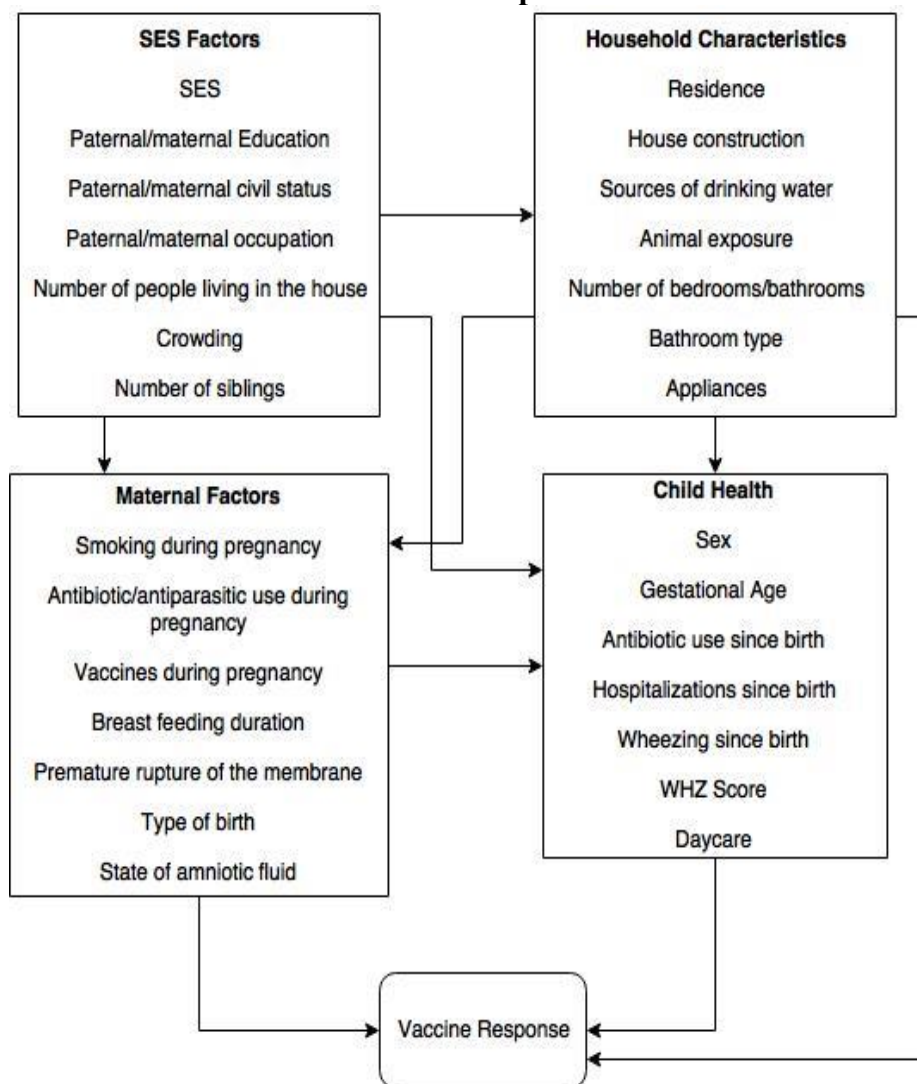 SES Factors
SES
Paternal/maternal Education
Paternal/maternal civil status
Paternal/maternal occupation
Number of people living in the house
Crowding
Number of siblings
Household Characteristics
Residence
House construction
Sources of drinking water
Animal exposure
Number of bedrooms/bathrooms
Bathroom type
Appliances
Maternal Factors
Smoking during pregnancy
Antibiotic/antiparasitic use during
pregnancy
Vaccines during pregnancy
Breast feeding duration
Premature rupture of the membrane
Type of birth
State of amniotic fluid
Child Health
Sex
Gestational Age
Antibiotic use since birth
Hospitalizations since birth
Wheezing since birth
WHZ Score
Daycare
Vaccine Response